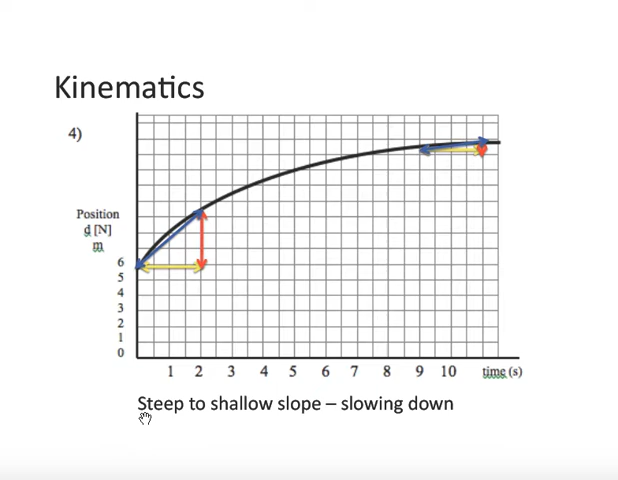 Kinematics
4)
Position
d [N]
m
6
5
4
3
2
1
0
1 2 3 4 5 6 7 8 9 10 time (s)
Steep to shallow slope – slowing down